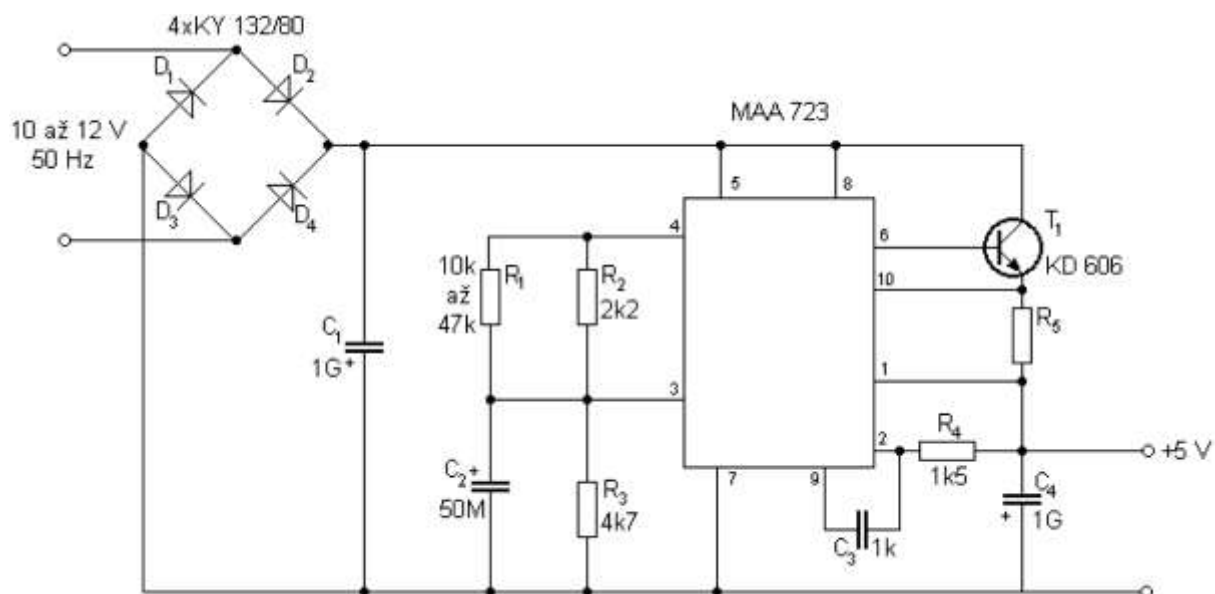 4xKY 132/80
D1
D2
10 až 12 V
50 Hz
D3
D4
MAA 723
5
8
4
6
T1
KD 606
10k
až
47k
R1
R2
2k2
10
R5
C1
1G+
3
1
2
R4
1k5
+5 V
C2+
50M
R3
4k7
7
9
C3
1k
C4
+
1G